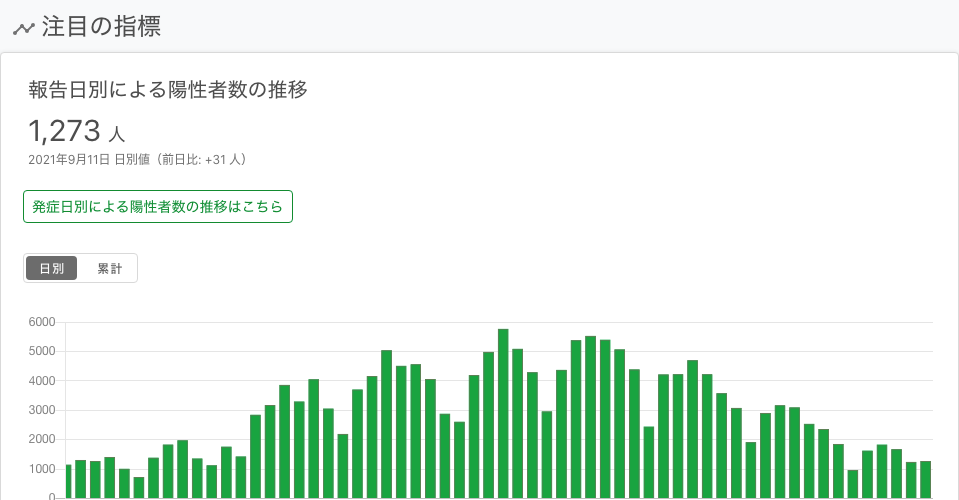 注目の指標
報告日別による陽性者数の推移
1,273 人
2021年9月11日 日別値（前日比: +31 人）
発症日別による陽性者数の推移はこちら
日別 累計
6000
5000
4000
3000
2000
1000
0